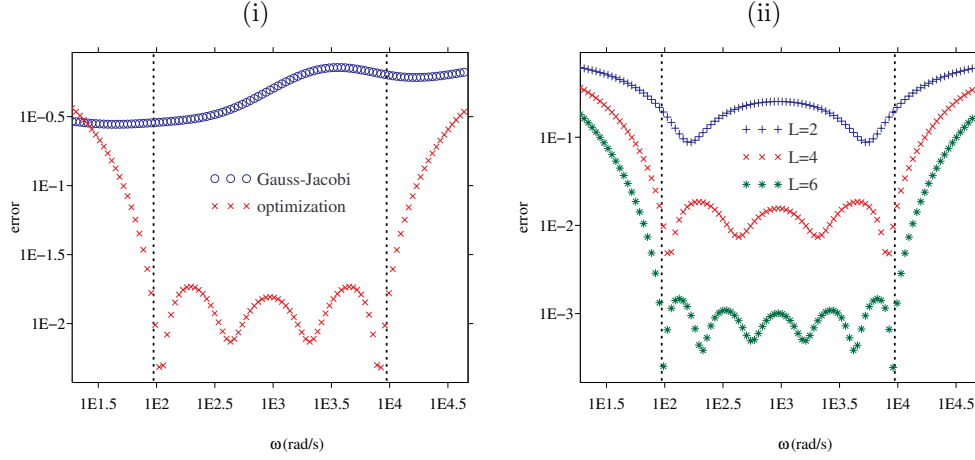 (i)
error
1E−0.5
1E−1
1E−1.5
1E−2
Gauss-Jacobi
optimization
1E1.5 1E2 1E2.5 1E3 1E3.5 1E4 1E4.5
ω(rad/s)
(ii)
error
1E−1
1E−2
1E−3
L=2
L=4
L=6
1E1.5 1E2 1E2.5 1E3 1E3.5 1E4 1E4.5
ω(rad/s)